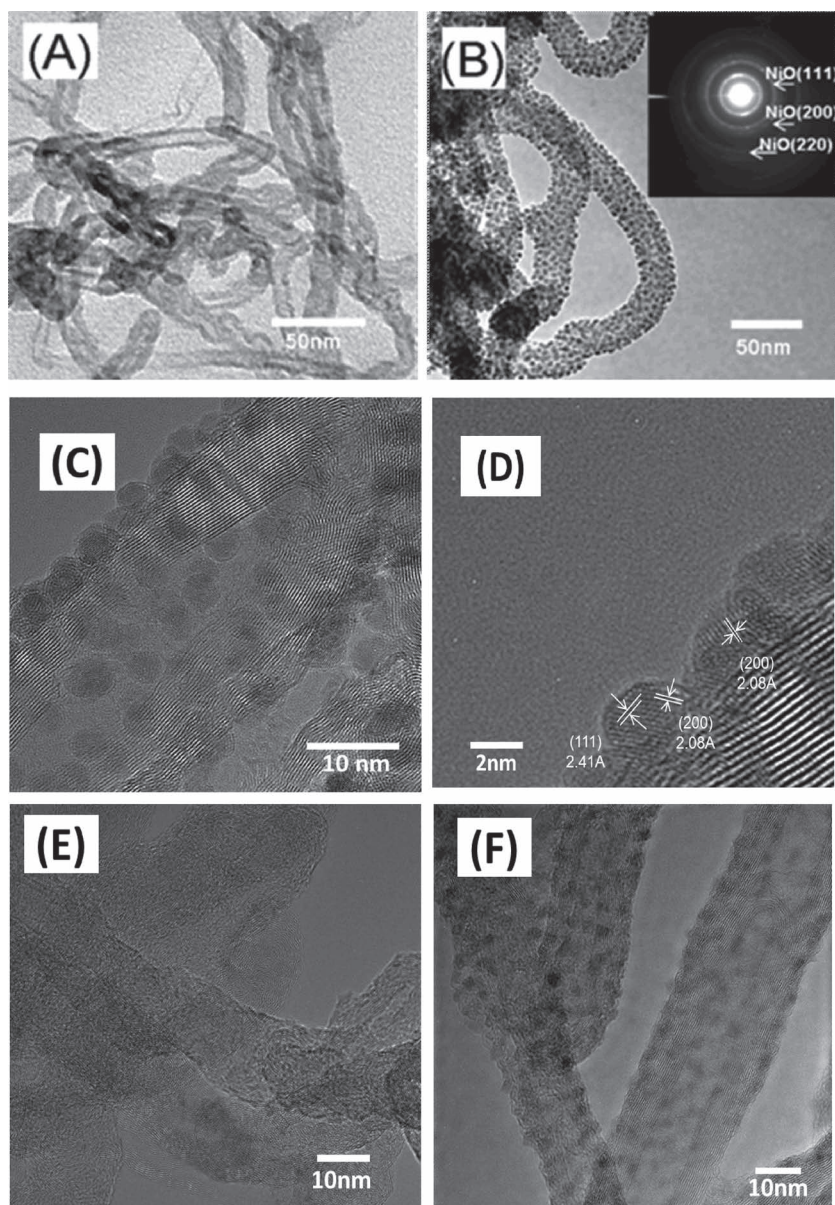 (A)
50nm
(B)
NiO(111)
NiO(200)
NiO(220)
50nm
(C)
10 nm
(D)
(200)
2.08A
(200)
2.08A
(111)
2.41A
2nm
(E)
10nm
(F)
10nm